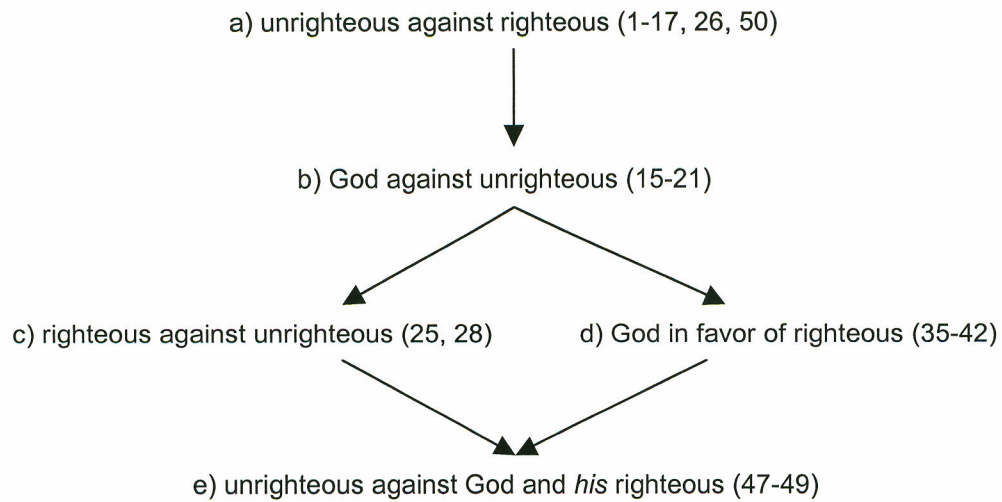 a) unrighteous against righteous (1-17, 26, 50)
b) God against unrighteous (15-21)
c) righteous against unrighteous (25, 28)
d) God in favor of righteous (35-42)
e) unrighteous against God and his righteous (47-49)